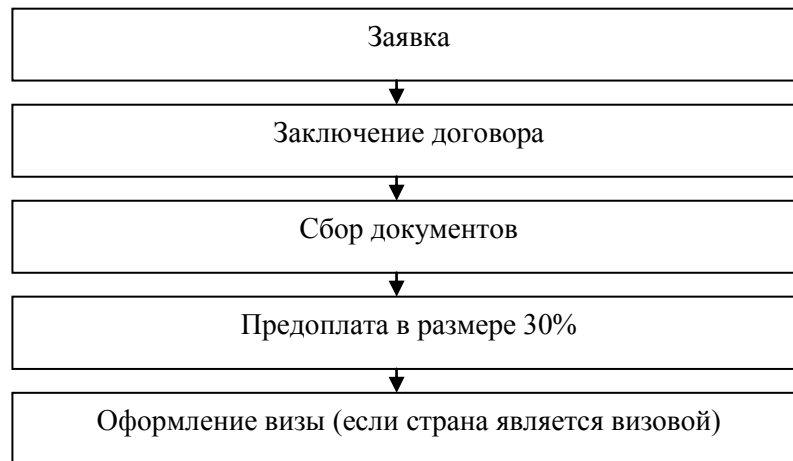 Заявка
Заключение договора
Сбор документов
Предоплата в размере 30%
Оформление визы (если страна является визовой)